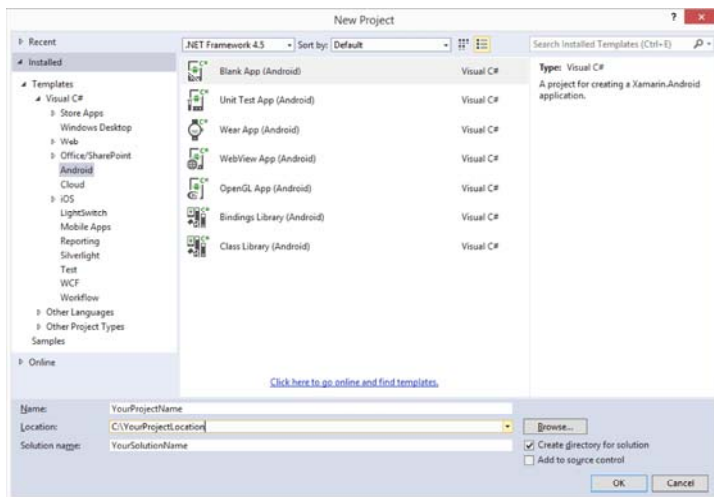 New Project
? ×
Recent
Installed
Templates
Visual C#
Store Apps
Windows Desktop
Web
Office/SharePoint
Android
Cloud
iOS
LightSwitch
Mobile Apps
Reporting
Silverlight
Test
WCF
Workflow
Other Languages
Other Project Types
Samples
Online
.NET Framework 4.5 Sort by: Default
Blank App (Android) Visual C#
Unit Test App (Android) Visual C#
Wear App (Android) Visual C#
WebView App (Android) Visual C#
OpenGL App (Android) Visual C#
Bindings Library (Android) Visual C#
Class Library (Android) Visual C#
Click here to go online and find templates.
Search Installed Templates (Ctrl+E)
Type: Visual C#
A project for creating a Xamarin.Android
application.
Name: YourProjectName
Location: C:\YourProjectLocation Browse...
Solution name: YourSolutionName
Create directory for solution
Add to source control
OK Cancel